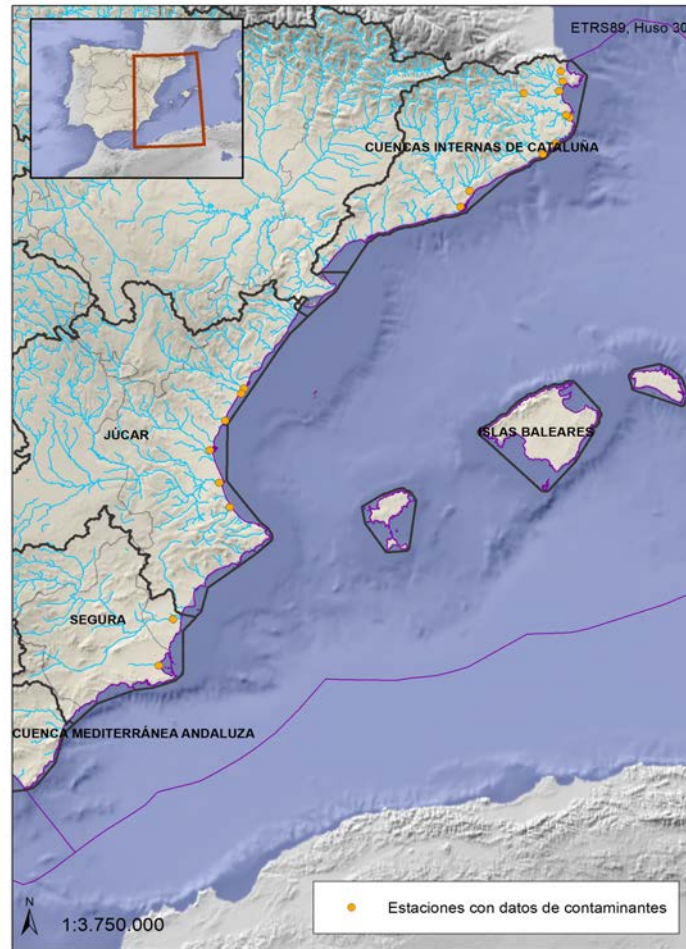 ETRS89, Huso 30
CUENCAS INTERNAS DE CATALUÑA
ISLAS BALEARES
JÚCAR
SEGURA
CUENCA MEDITERRÁNEA ANDALUZA
N
1:3.750.000
Estaciones con datos de contaminantes